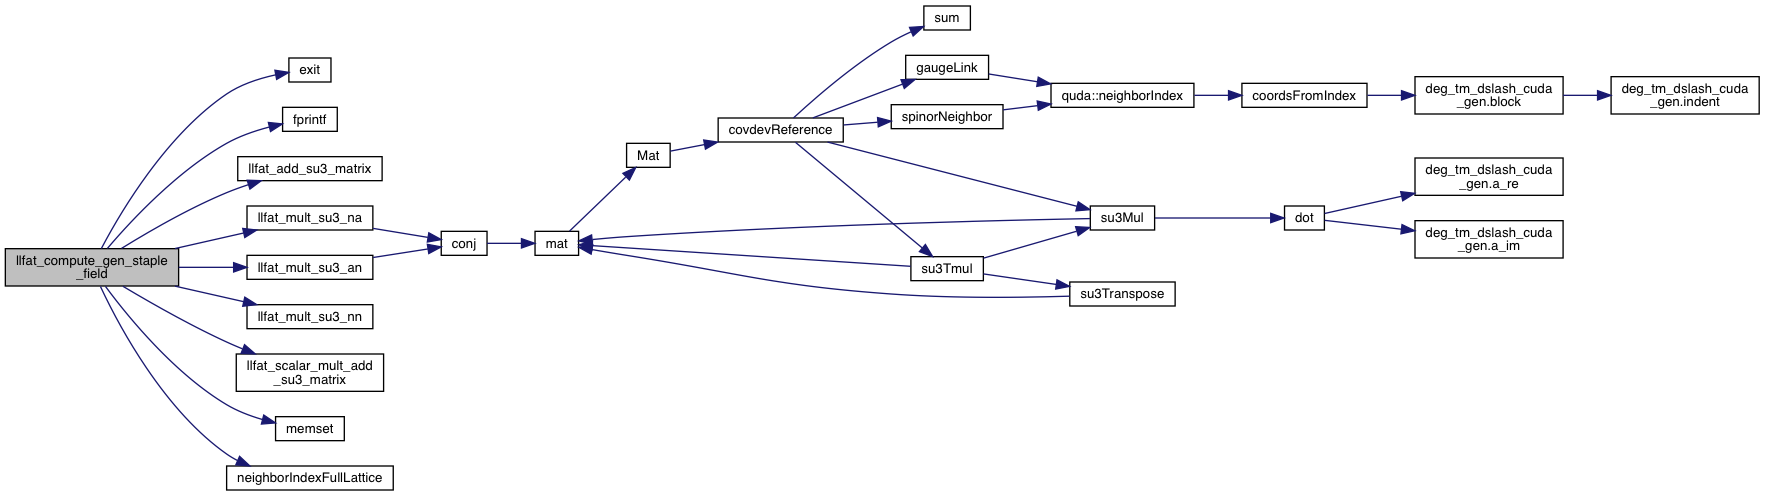 llfat_compute_gen_staple
_field
exit
fprintf
llfat_add_su3_matrix
llfat_mult_su3_na
llfat_mult_su3_an
llfat_mult_su3_nn
llfat_scalar_mult_add
_su3_matrix
memset
neighborIndexFullLattice
conj
mat
Mat
covdevReference
sum
gaugeLink
spinorNeighbor
su3Tmul
quda::neighborIndex
su3Mul
su3Transpose
coordsFromIndex
dot
deg_tm_dslash_cuda
_gen.block
deg_tm_dslash_cuda
_gen.a_re
deg_tm_dslash_cuda
_gen.a_im
deg_tm_dslash_cuda
_gen.indent